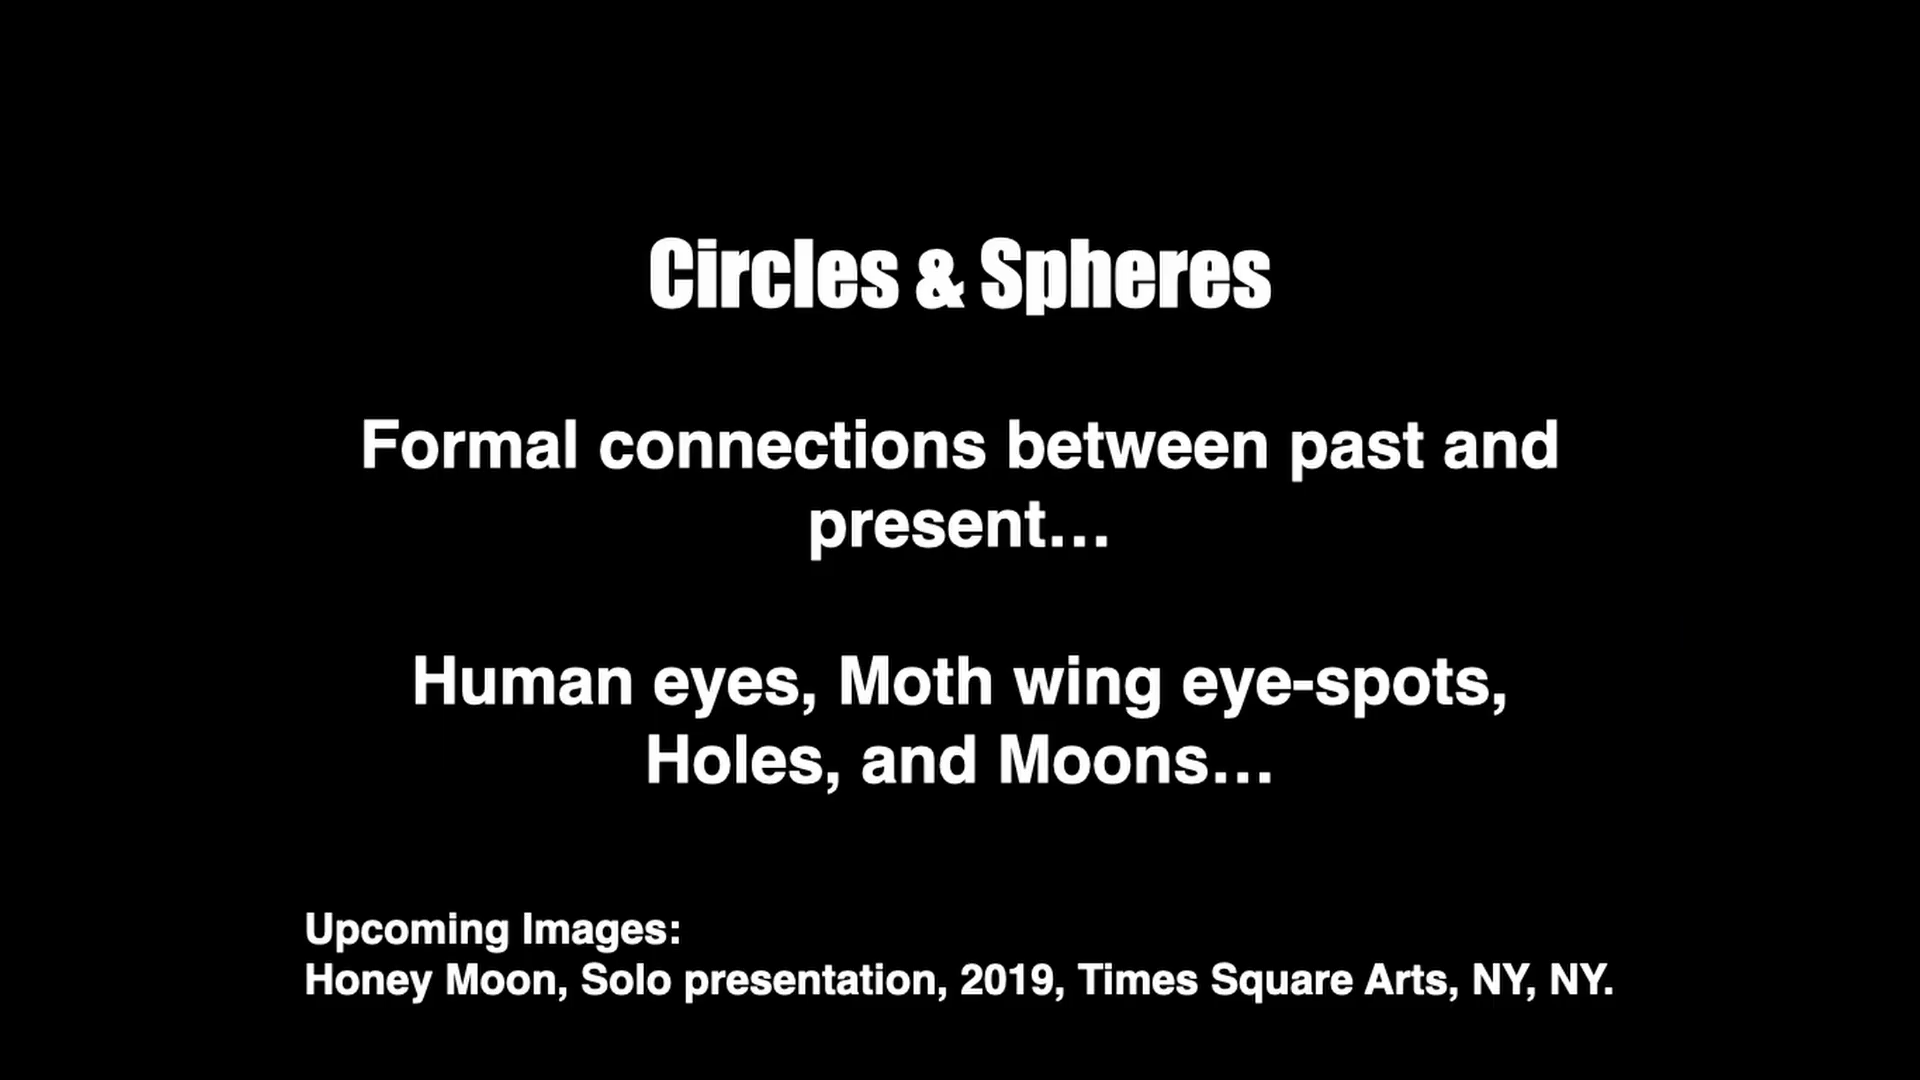 Circles & Spheres
Formal connections between past and
present…
Human eyes, Moth wing eye-spots,
Holes, and Moons…
Upcoming Images:
Honey Moon, Solo presentation, 2019, Times Square Arts, NY, NY.